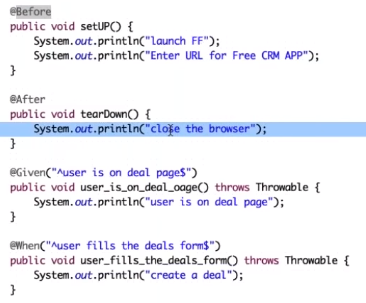 @Before
public void setUP() {
System.out.println("launch FF");
System.out.println("Enter URL for Free CRM APP");
}
@After
public void tearDown() {
System.out.println("close the browser");
}
@Given("^user is on deal page$")
public void user_is_on_deal_oage() throws Throwable {
System.out.println("user is on deal page");
}
@When("^user fills the deals form$")
public void user_fills_the_deals_form() throws Throwable {
System.out.println("create a deal");
}